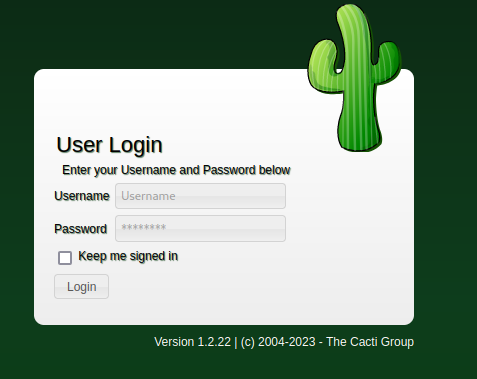 User Login
Enter your Username and Password below
Username Username
Password ********
Keep me signed in
Login
Version 1.2.22 | (c) 2004-2023 - The Cacti Group